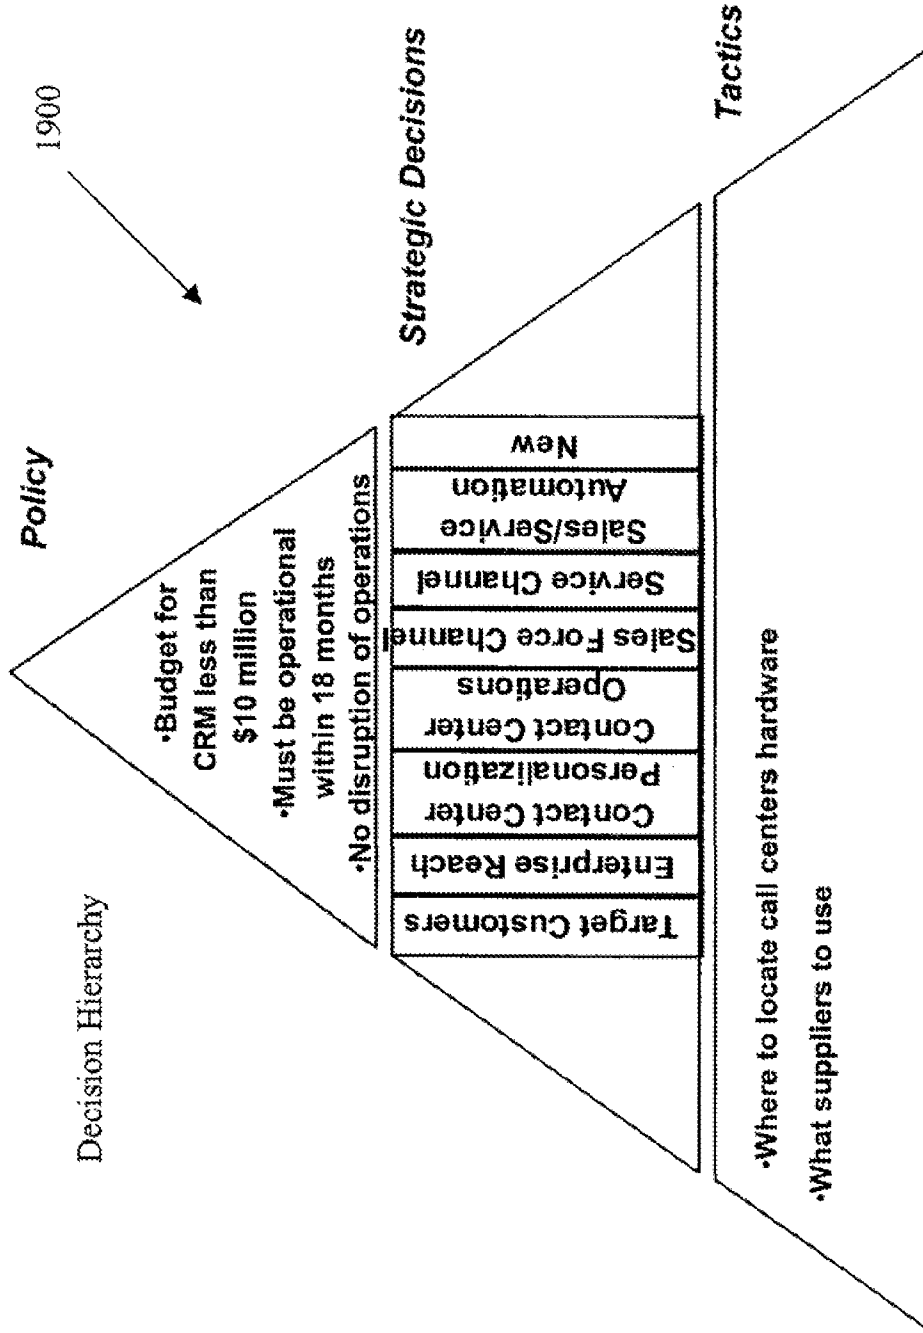 Decision Hierarchy
1900
Policy
•Budget for
CRM less than
$10 million
•Must be operational
within 18 months
•No disruption of operations
Strategic Decisions
Target Customers
Enterprise Reach
Contact Center
Personalization
Contact Center
Operations
Sales Force Channel
Service Channel
Sales/Service
Automation
New
Tactics
•Where to locate call centers hardware
•What suppliers to use